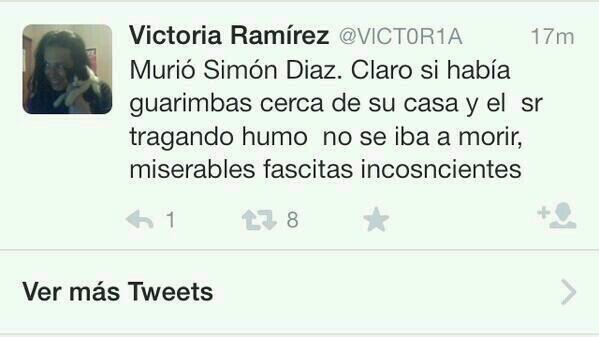 Victoria Ramírez @VICT0R1A 17m
Murió Simón Diaz. Claro si había
guarimbas cerca de su casa y el  sr
tragando humo  no se iba a morir,
miserables fascitas incosncientes
1 8
Ver más Tweets